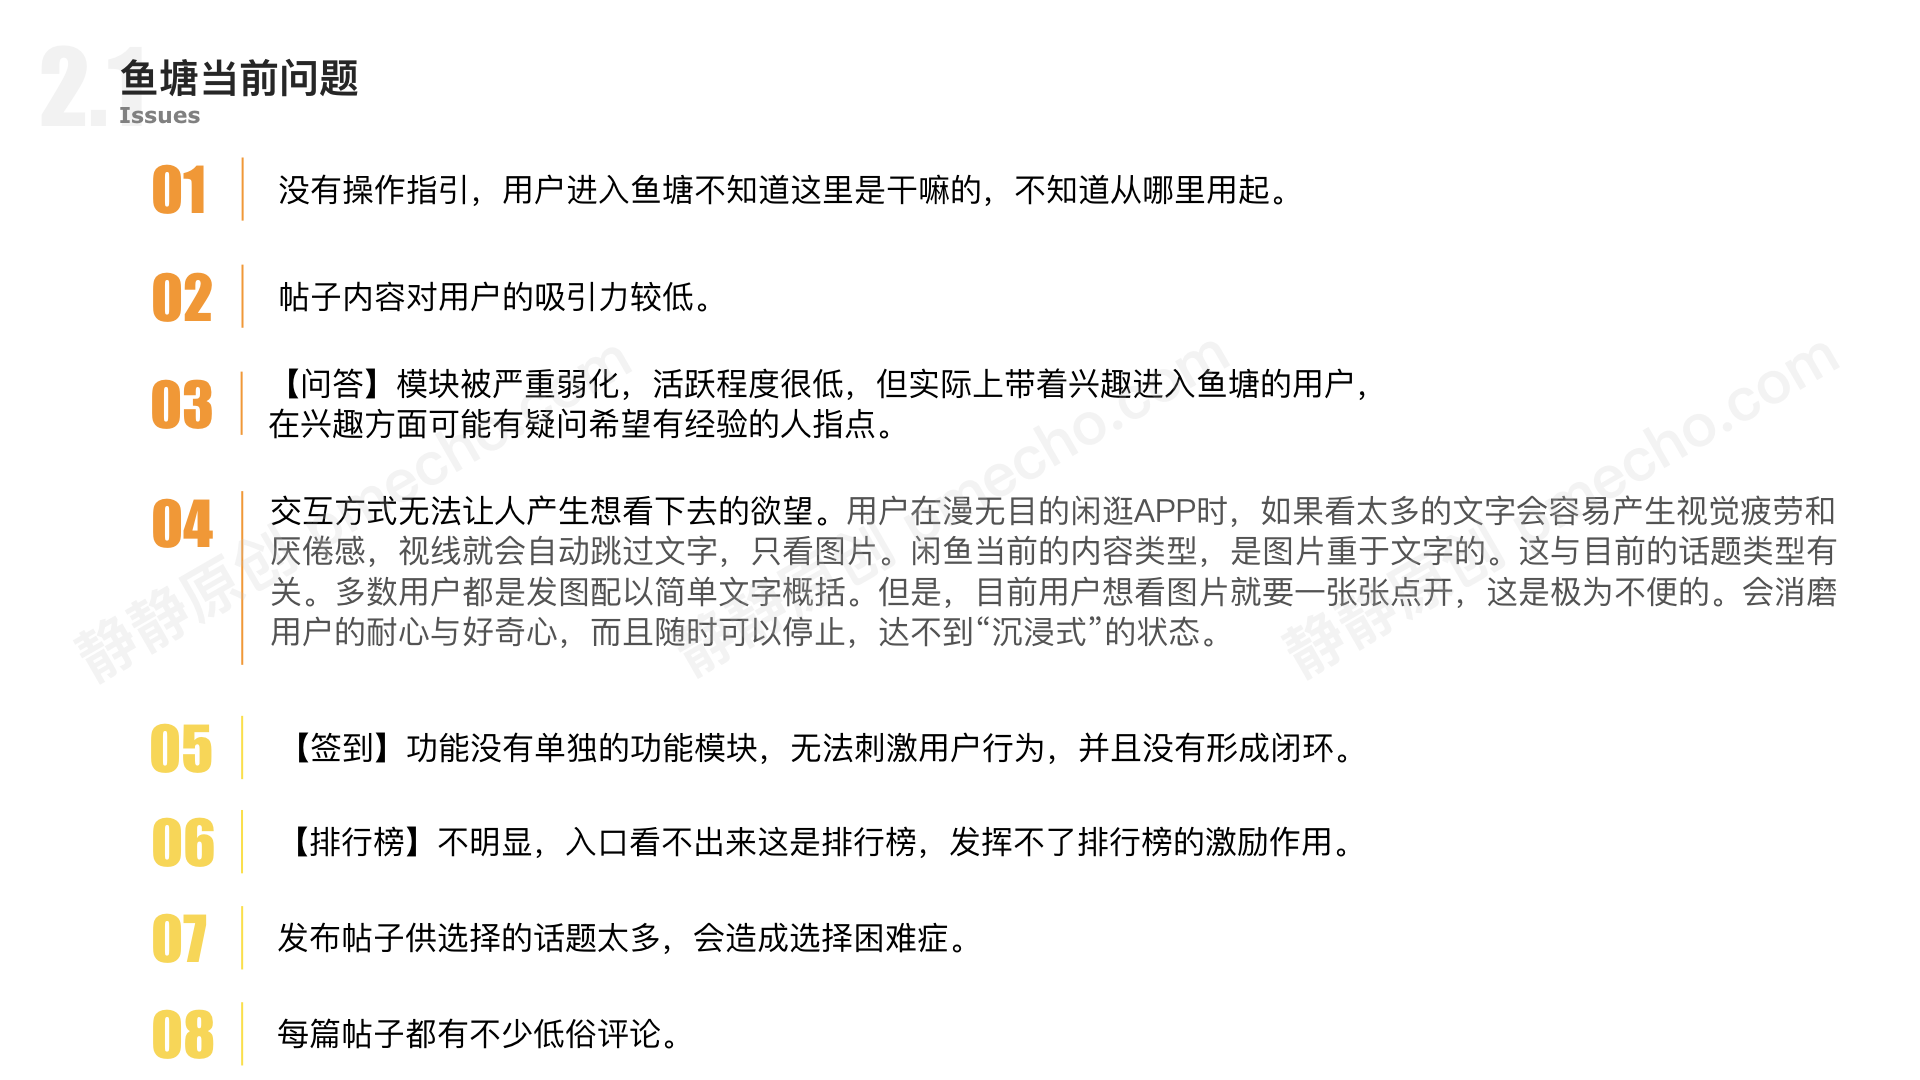 2.1
鱼塘当前问题
Issues
01
没有操作指引，用户进入鱼塘不知道这里是干嘛的，不知道从哪里用起。
02
帖子内容对用户的吸引力较低。
03
【问答】模块被严重弱化，活跃程度很低，但实际上带着兴趣进入鱼塘的用户，
在兴趣方面可能有疑问希望有经验的人指点。
04
交互方式无法让人产生想看下去的欲望。用户在漫无目的闲逛APP时，如果看太多的文字会容易产生视觉疲劳和
厌倦感，视线就会自动跳过文字，只看图片。闲鱼当前的内容类型，是图片重于文字的。这与目前的话题类型有
关。多数用户都是发图配以简单文字概括。但是，目前用户想看图片就要一张张点开，这是极为不便的。会消磨
用户的耐心与好奇心，而且随时可以停止，达不到“沉浸式”的状态。
05
【签到】功能没有单独的功能模块，无法刺激用户行为，并且没有形成闭环。
06
【排行榜】不明显，入口看不出来这是排行榜，发挥不了排行榜的激励作用。
07
发布帖子供选择的话题太多，会造成选择困难症。
08
每篇帖子都有不少低俗评论。
静静原创 pmecho.com
静静原创 pmecho.com
静静原创 pmecho.com